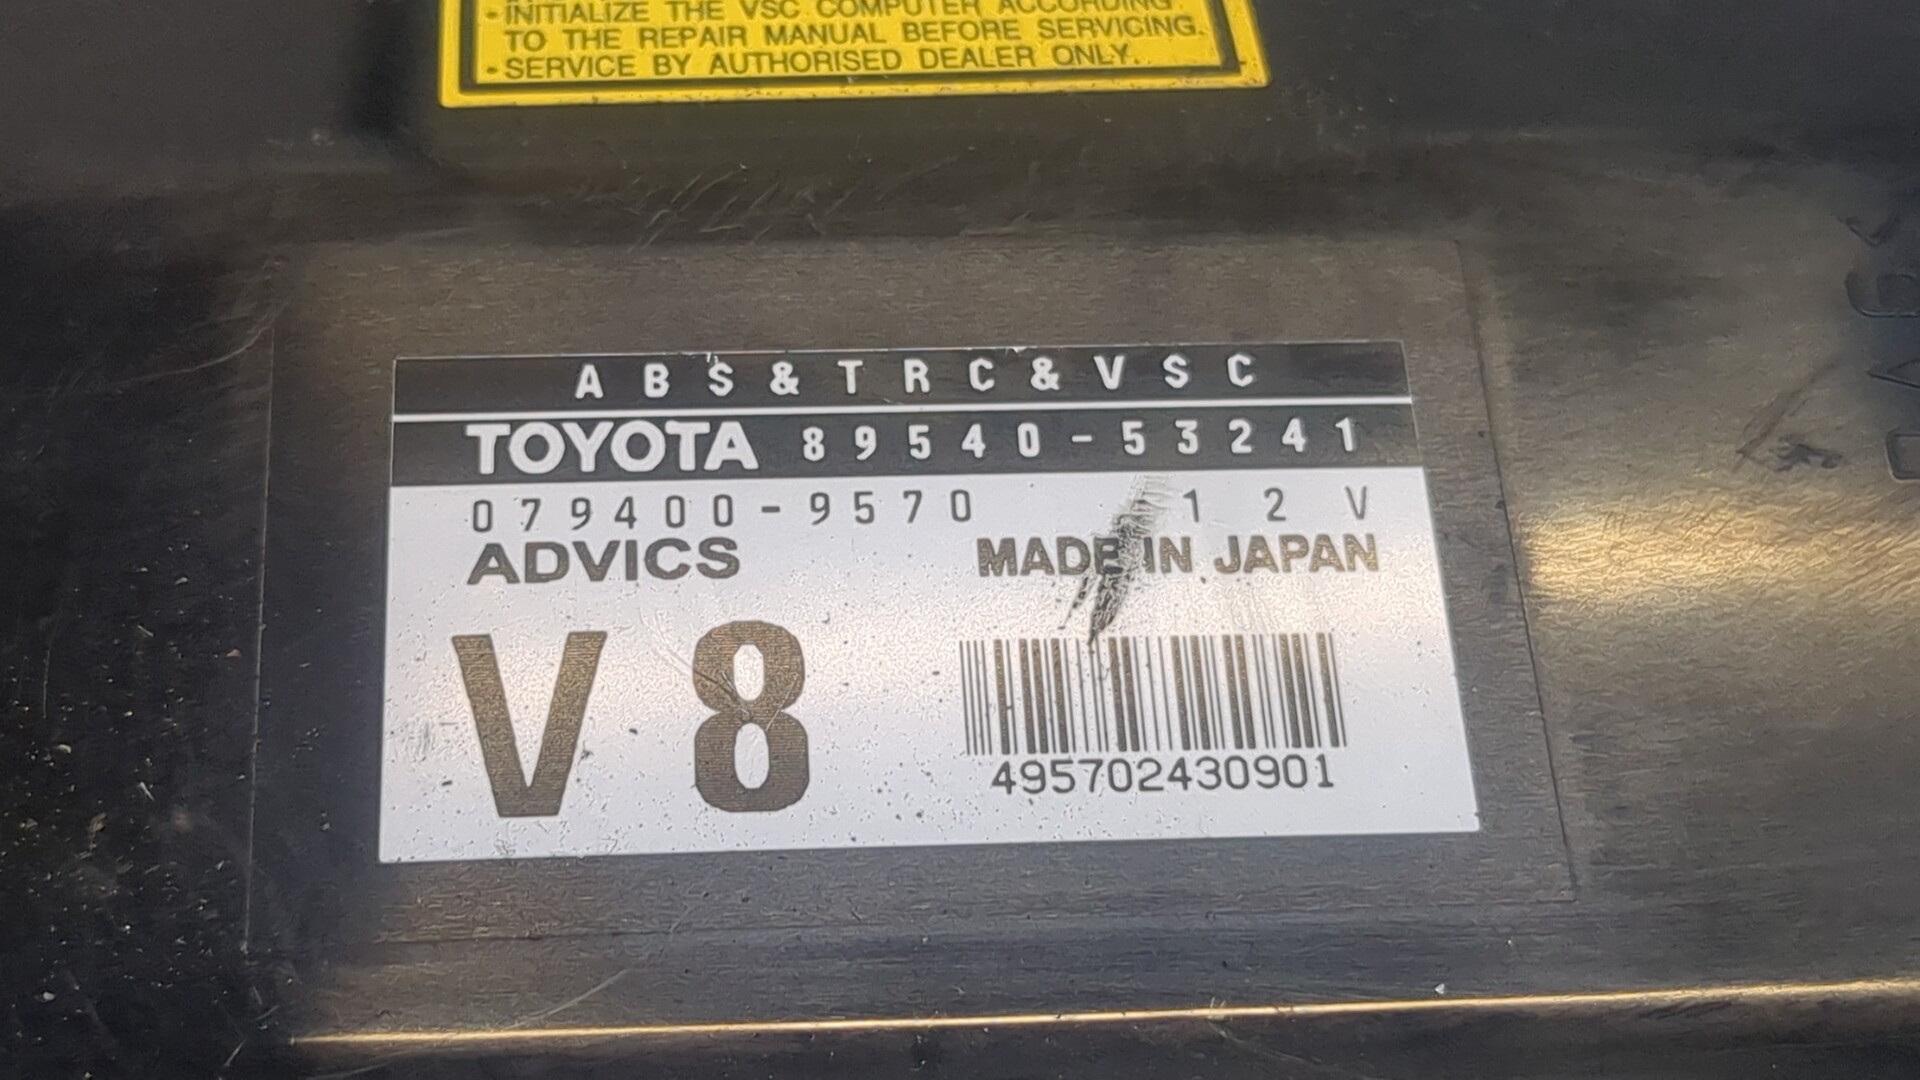 •INITIALIZE THE VSC COMPUTER ACCORDING
TO THE REPAIR MANUAL BEFORE SERVICING.
•SERVICE BY AUTHORISED DEALER ONLY.
ABS&TRC&VSC
TOYOTA 89540-53241
079400-9570 12V
ADVICS MADE IN JAPAN
V8
495702430901